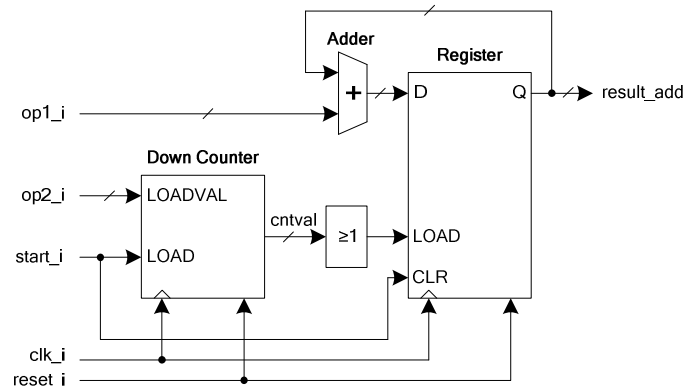 Adder
Register
+
D
Q
result_add
op1_i
Down Counter
op2_i
LOADVAL
cntval
≥1
LOAD
start_i
LOAD
CLR
clk_i
reset_i